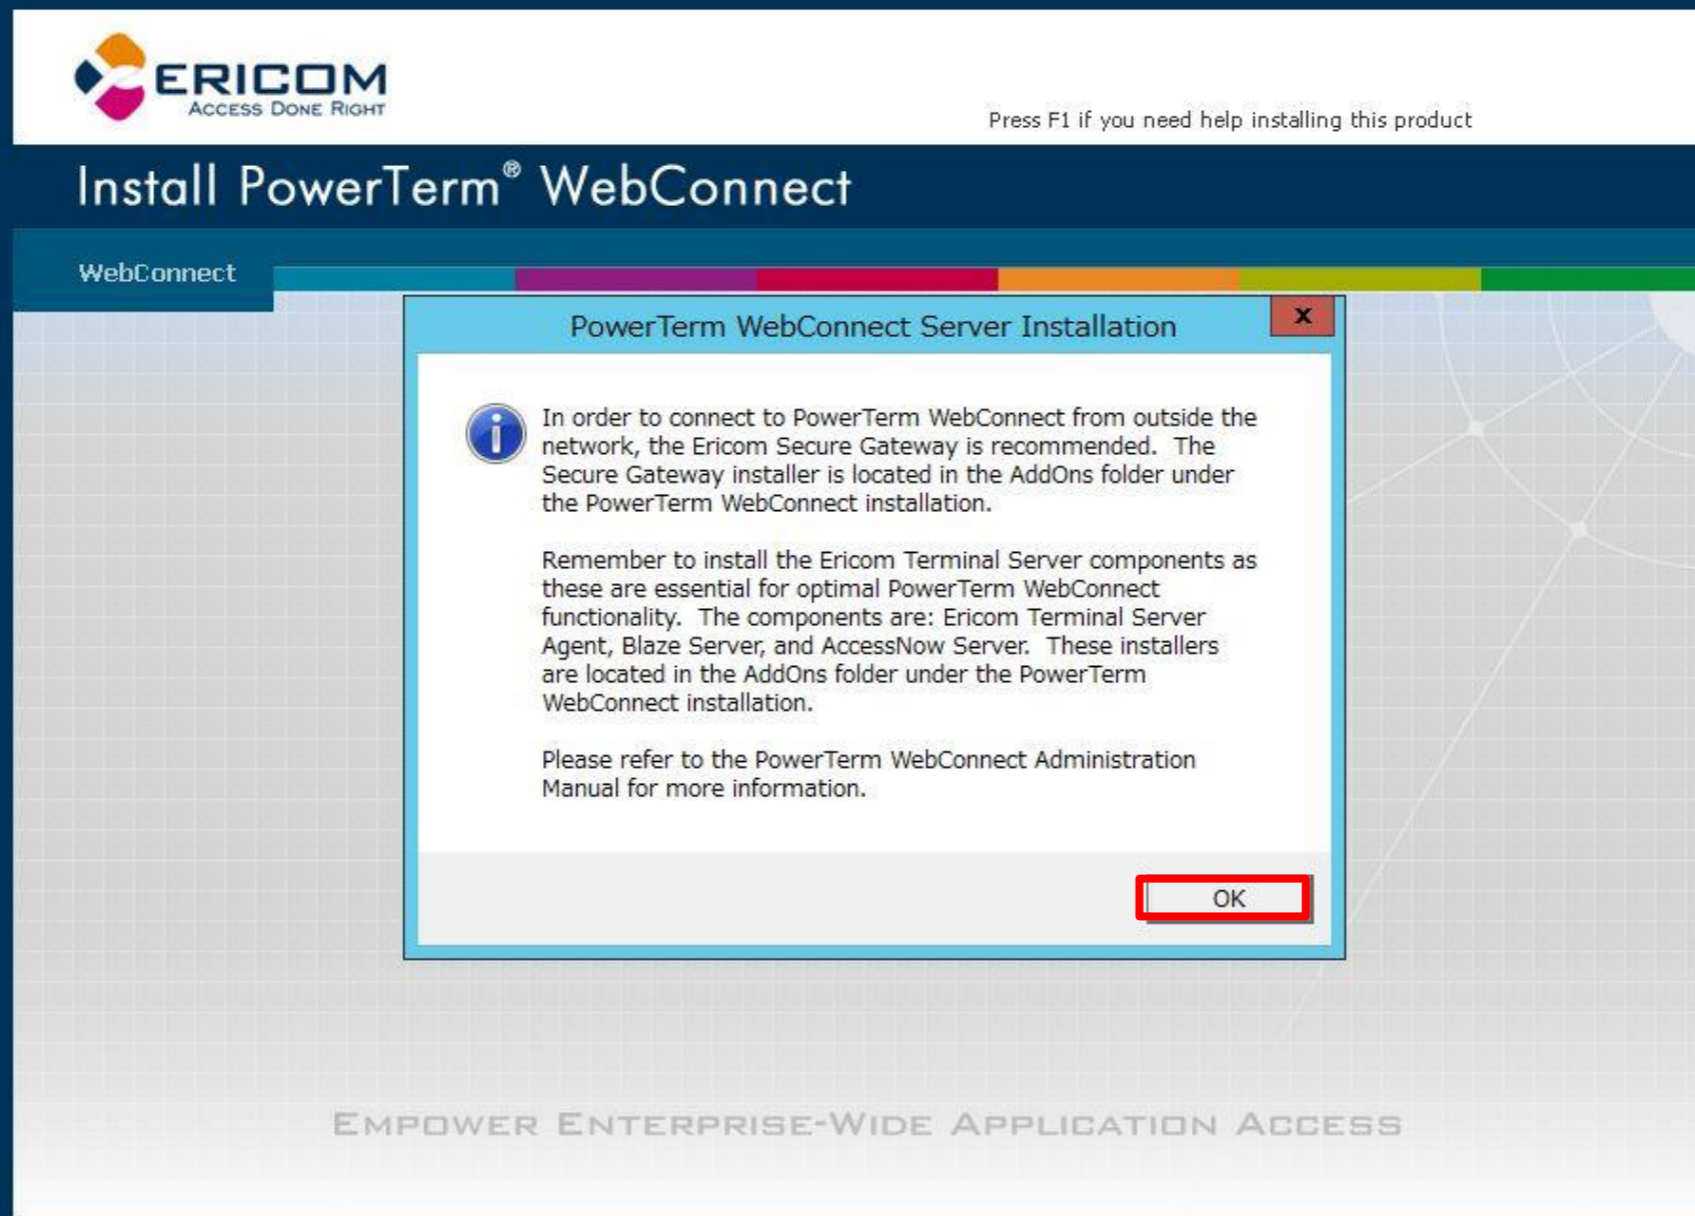 ERICOM
ACCESS DONE RIGHT
Press F1 if you need help installing this product
Install PowerTerm® WebConnect
WebConnect
PowerTerm WebConnect Server Installation
x
In order to connect to PowerTerm WebConnect from outside the
network, the Ericom Secure Gateway is recommended.  The
Secure Gateway installer is located in the AddOns folder under
the PowerTerm WebConnect installation.
Remember to install the Ericom Terminal Server components as
these are essential for optimal PowerTerm WebConnect
functionality.  The components are: Ericom Terminal Server
Agent, Blaze Server, and AccessNow Server.  These installers
are located in the AddOns folder under the PowerTerm
WebConnect installation.
Please refer to the PowerTerm WebConnect Administration
Manual for more information.
OK
EMPOWER ENTERPRISE-WIDE APPLICATION ACCESS